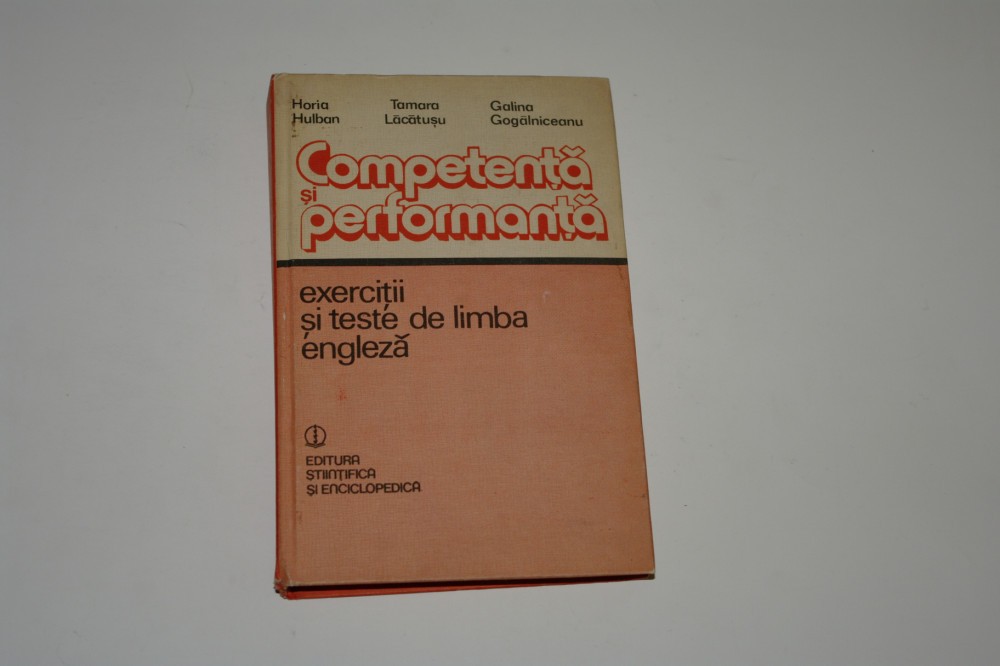 Horia Tamara Galina
Hulban Lăcătușu Gogălniceanu
Competență
și
performanță
exerciții
și teste de limba
engleză
EDITURA
ȘTIINȚIFICĂ
ȘI ENCICLOPEDICĂ